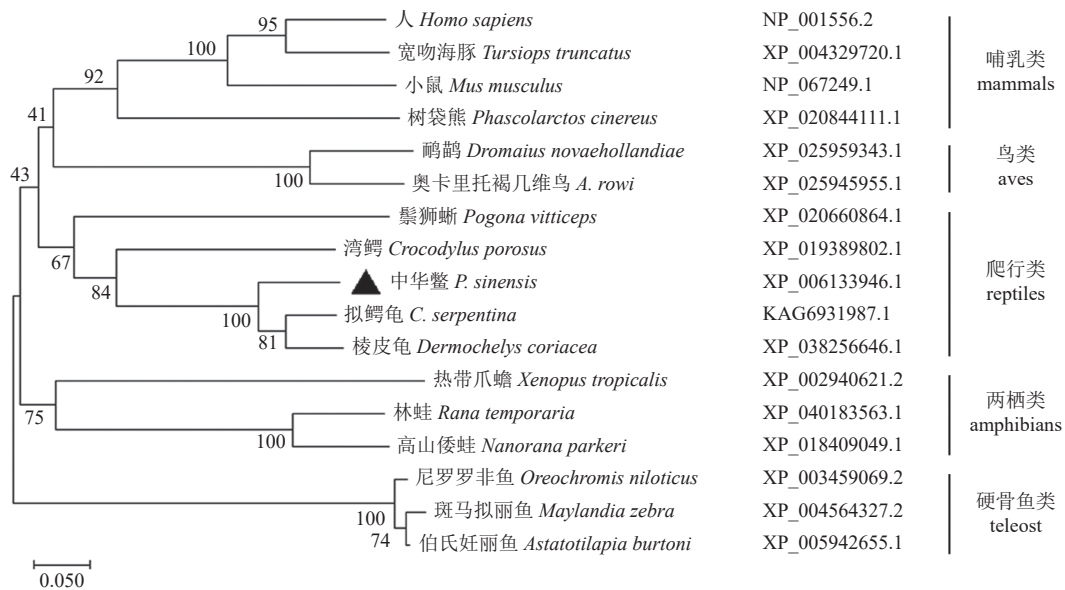 95
人 Homo sapiens NP_001556.2
100
宽吻海豚 Tursiops truncatus XP_004329720.1
哺乳类
mammals
92
小鼠 Mus musculus NP_067249.1
41
树袋熊 Phascolarctos cinereus XP_020844111.1
鸸鹋 Dromaius novaehollandiae XP_025959343.1
鸟类
aves
43
100
奥卡里托褐几维鸟 A. rowi XP_025945955.1
鬃狮蜥 Pogona vitticeps XP_020660864.1
67
湾鳄 Crocodylus porosus XP_019389802.1
84
中华鳖 P. sinensis XP_006133946.1
爬行类
reptiles
100
拟鳄龟 C. serpentina KAG6931987.1
81
棱皮龟 Dermochelys coriacea XP_038256646.1
热带爪蟾 Xenopus tropicalis XP_002940621.2
75
林蛙 Rana temporaria XP_040183563.1
两栖类
amphibians
100
高山倭蛙 Nanorana parkeri XP_018409049.1
尼罗罗非鱼 Oreochromis niloticus XP_003459069.2
100
斑马拟丽鱼 Maylandia zebra XP_004564327.2
硬骨鱼类
teleost
74
伯氏妊丽鱼 Astatotilapia burtoni XP_005942655.1
0.050